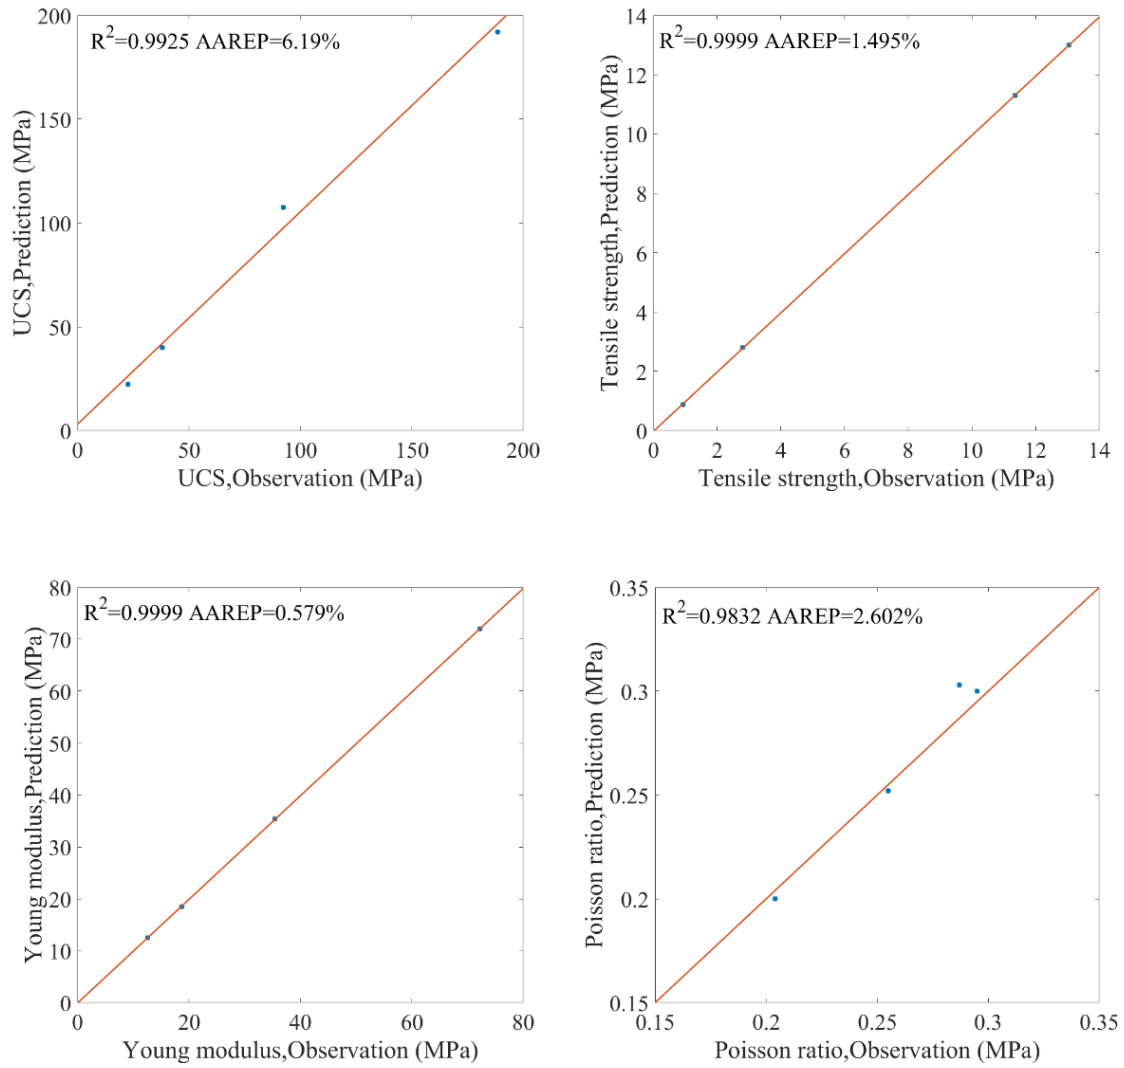 R²=0.9925 AAREP=6.19%
200
150
100
50
0
UCS,Prediction (MPa)
0 50 100 150 200
UCS,Observation (MPa)
R²=0.9999 AAREP=1.495%
14
12
10
8
6
4
2
0
Tensile strength,Prediction (MPa)
0 2 4 6 8 10 12 14
Tensile strength,Observation (MPa)
R²=0.9999 AAREP=0.579%
80
70
60
50
40
30
20
10
0
Young modulus,Prediction (MPa)
0 20 40 60 80
Young modulus,Observation (MPa)
R²=0.9832 AAREP=2.602%
0.35
0.3
0.25
0.2
0.15
Poisson ratio,Prediction (MPa)
0.15 0.2 0.25 0.3 0.35
Poisson ratio,Observation (MPa)